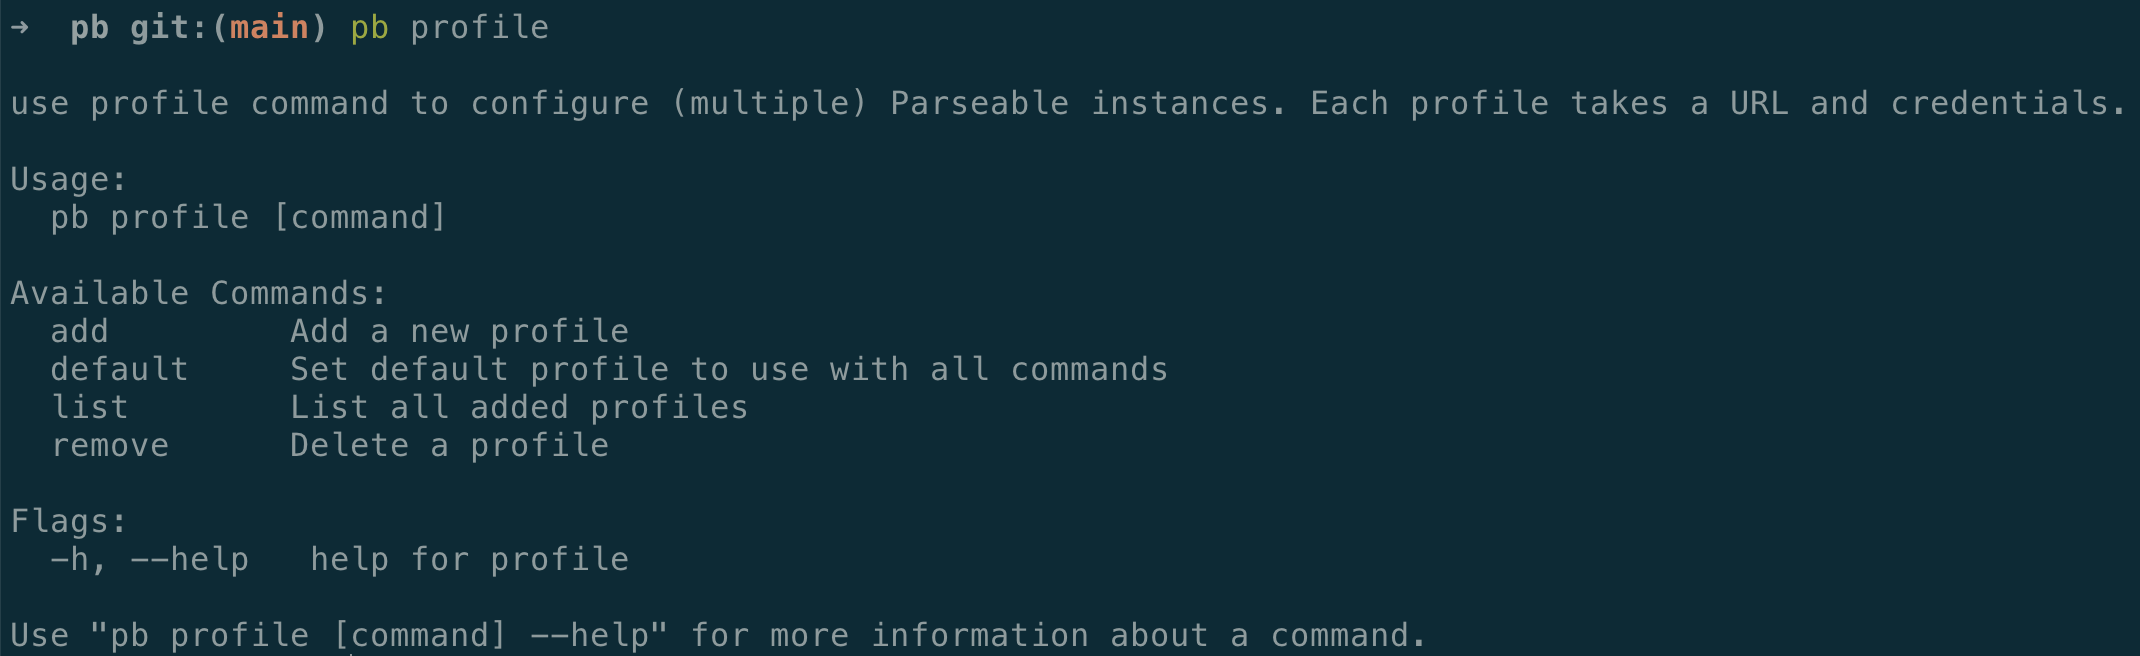 →  pb git:(main) pb profile

use profile command to configure (multiple) Parseable instances. Each profile takes a URL and credentials.

Usage:
  pb profile [command]

Available Commands:
  add         Add a new profile
  default     Set default profile to use with all commands
  list        List all added profiles
  remove      Delete a profile

Flags:
  -h, --help   help for profile

Use "pb profile [command] --help" for more information about a command.